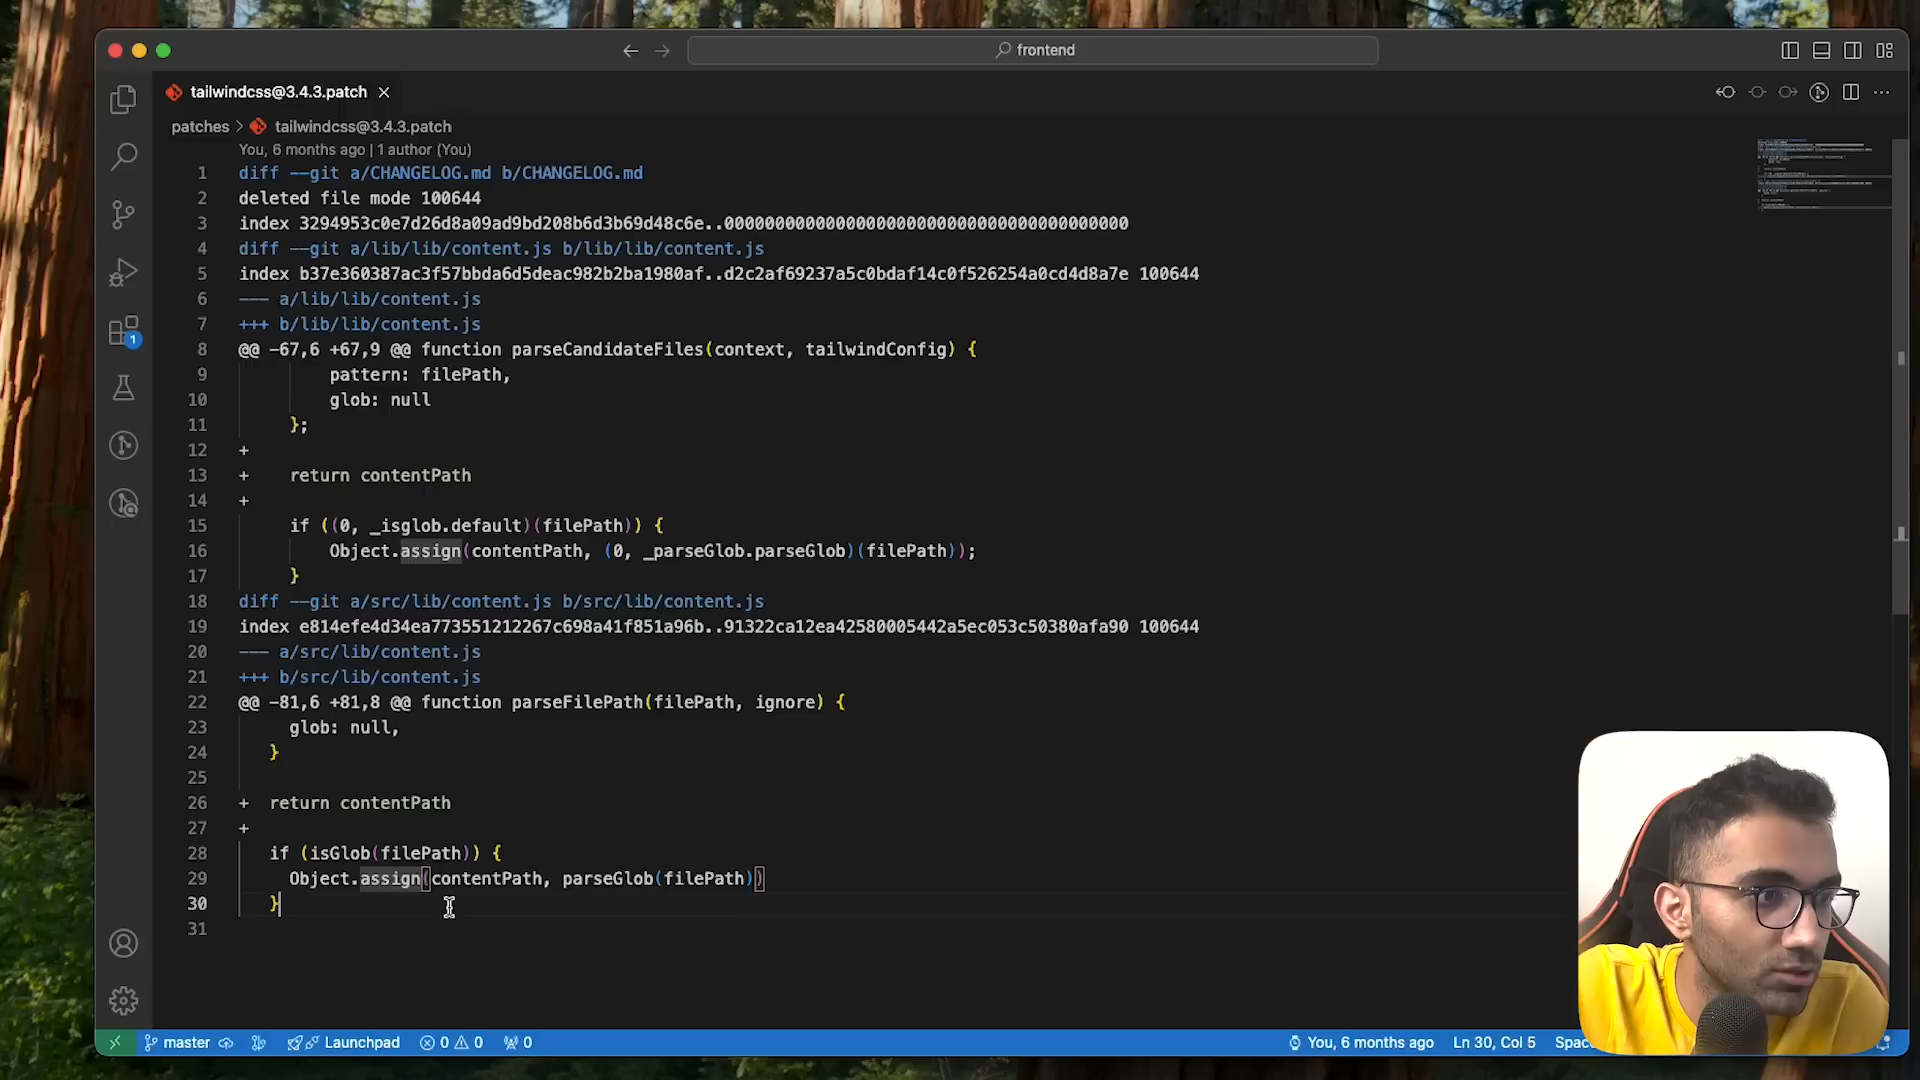 frontend
tailwindcss@3.4.3.patch
patches > tailwindcss@3.4.3.patch
You, 6 months ago | 1 author (You)
1 diff --git a/CHANGELOG.md b/CHANGELOG.md
2 deleted file mode 100644
3 index 3294953c0e7d26d8a09ad9bd208b6d3b69d48c6e..0000000000000000000000000000000000000000
4 diff --git a/lib/lib/content.js b/lib/lib/content.js
5 index b37e360387ac3f57bbda6d5deac982b2ba1980af..d2c2af69237a5c0bdaf14c0f526254a0cd4d8a7e 100644
6 --- a/lib/lib/content.js
7 +++ b/lib/lib/content.js
8 @@ -67,6 +67,9 @@ function parseCandidateFiles(context, tailwindConfig) {
9 pattern: filePath,
10 glob: null
11 };
12 +
13 + return contentPath
14 +
15 if ((0, _isglob.default)(filePath)) {
16 Object.assign(contentPath, (0, _parseGlob.parseGlob)(filePath));
17 }
18 diff --git a/src/lib/content.js b/src/lib/content.js
19 index e814efe4d34ea773551212267c698a41f851a96b..91322ca12ea42580005442a5ec053c50380afa90 100644
20 --- a/src/lib/content.js
21 +++ b/src/lib/content.js
22 @@ -81,6 +81,8 @@ function parseFilePath(filePath, ignore) {
23 glob: null,
24 }
25
26 + return contentPath
27 +
28 if (isGlob(filePath)) {
29 Object.assign(contentPath, parseGlob(filePath))
30 }
31
1
master Launchpad 0 0 0 You, 6 months ago Ln 30, Col 5